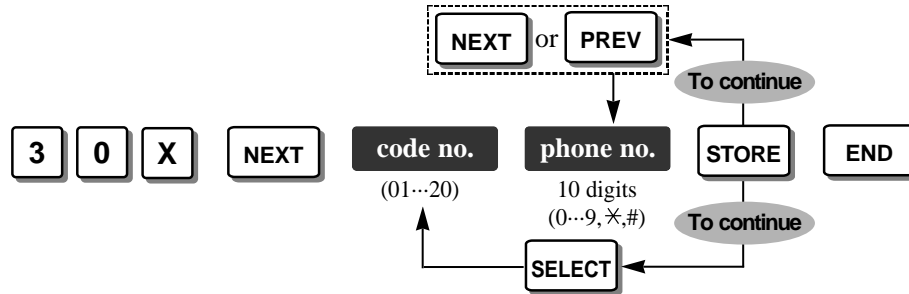 NEXT or PREV
To continue
3 0 X NEXT code no. phone no. STORE END
(01···20) 10 digits
(0···9,✳,#)
To continue
SELECT